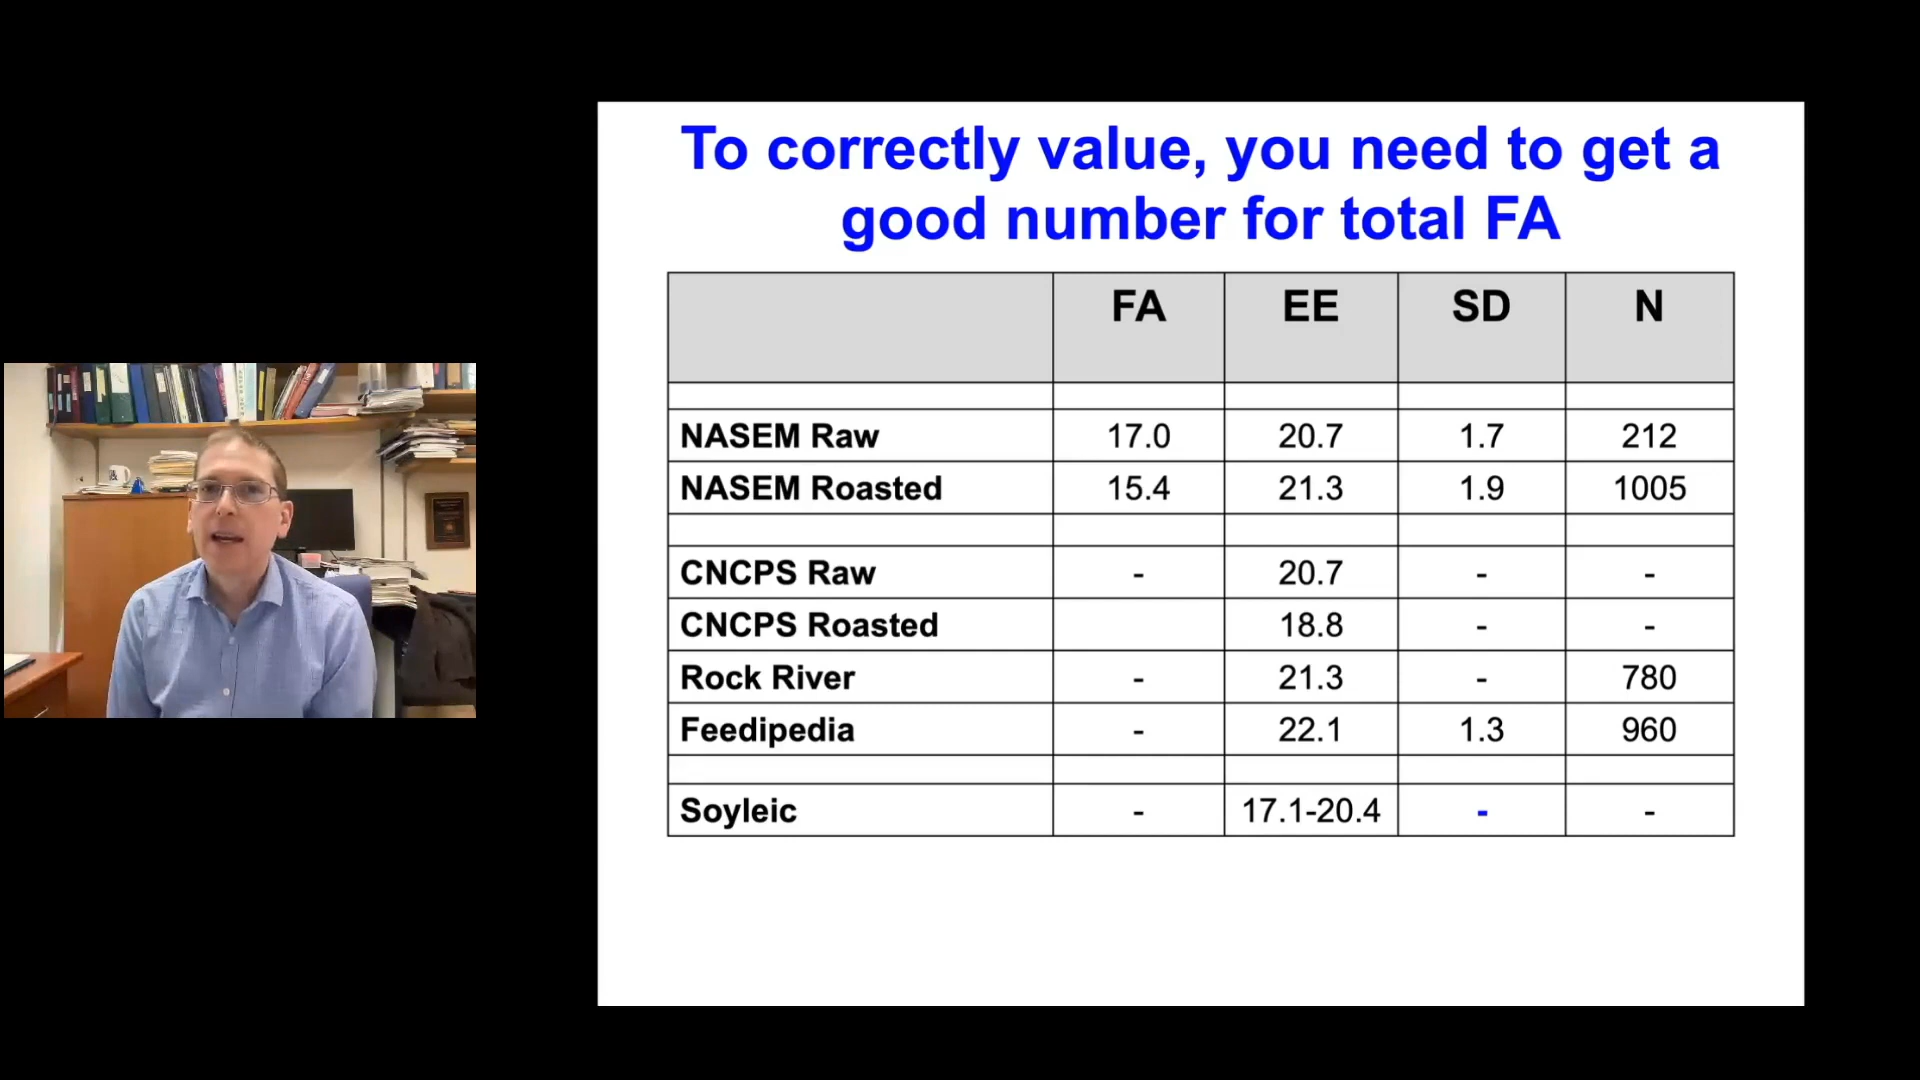 To correctly value, you need to get a
good number for total FA
FA EE SD N
NASEM Raw 17.0 20.7 1.7 212
NASEM Roasted 15.4 21.3 1.9 1005
CNCPS Raw - 20.7 - -
CNCPS Roasted 18.8 - -
Rock River - 21.3 - 780
Feedipedia - 22.1 1.3 960
Soyleic - 17.1-20.4 - -